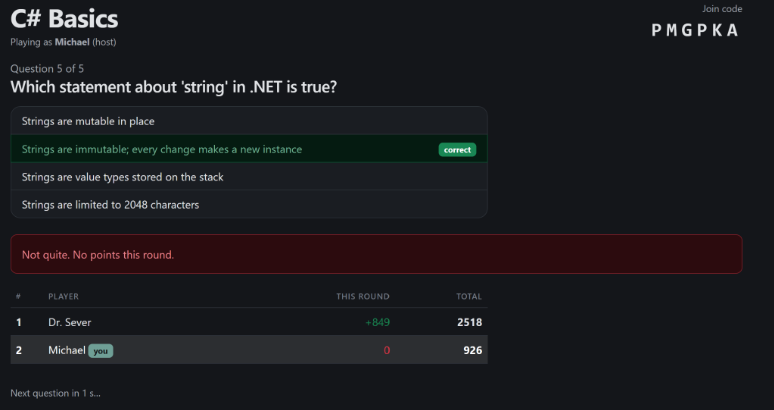 C# Basics
Join code
PMGPKA
Playing as Michael (host)
Question 5 of 5
Which statement about 'string' in .NET is true?
Strings are mutable in place
Strings are immutable; every change makes a new instance correct
Strings are value types stored on the stack
Strings are limited to 2048 characters
Not quite. No points this round.
# PLAYER THIS ROUND TOTAL
1 Dr. Sever +849 2518
2 Michael you 0 926
Next question in 1 s...